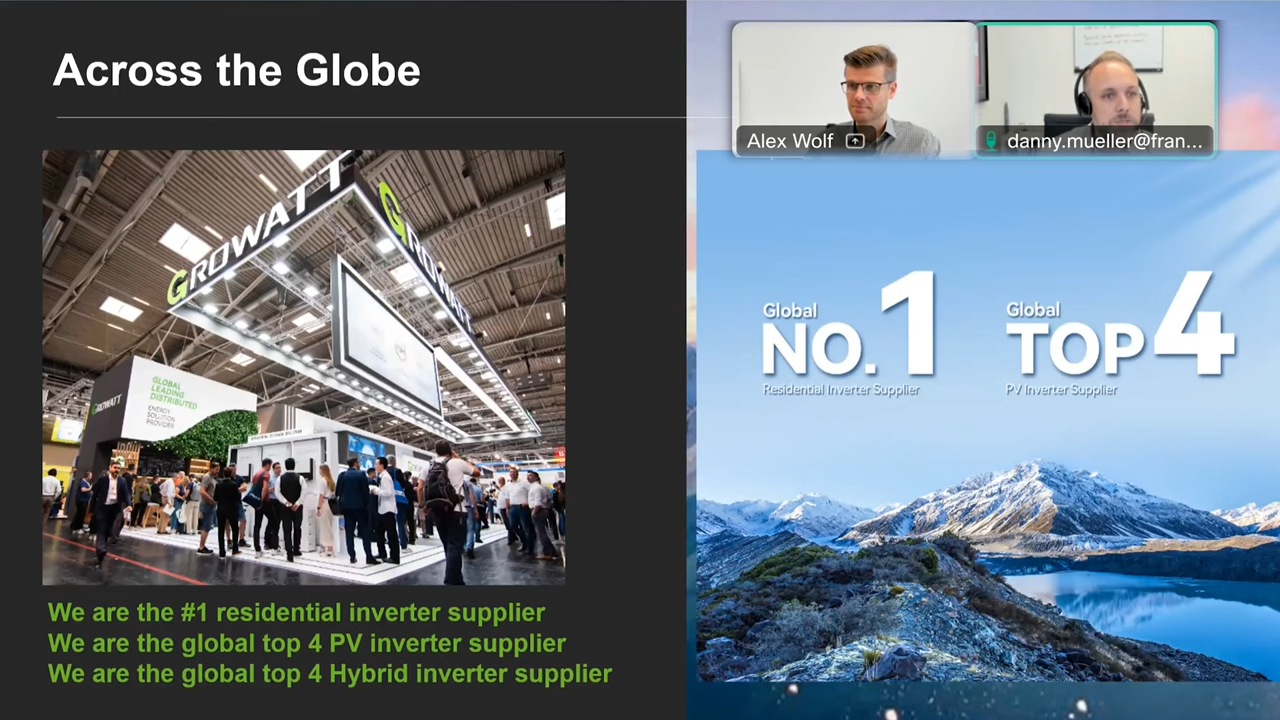 Across the Globe
GROWATT
GROWATT
GROWATT
GLOBAL
LEADING
DISTRIBUTED
ENERGY
SOLUTION
PROVIDER
We are the #1 residential inverter supplier
We are the global top 4 PV inverter supplier
We are the global top 4 Hybrid inverter supplier
Alex Wolf
danny.mueller@fran...
Global
NO.1
Residential Inverter Supplier
Global
TOP4
PV Inverter Supplier